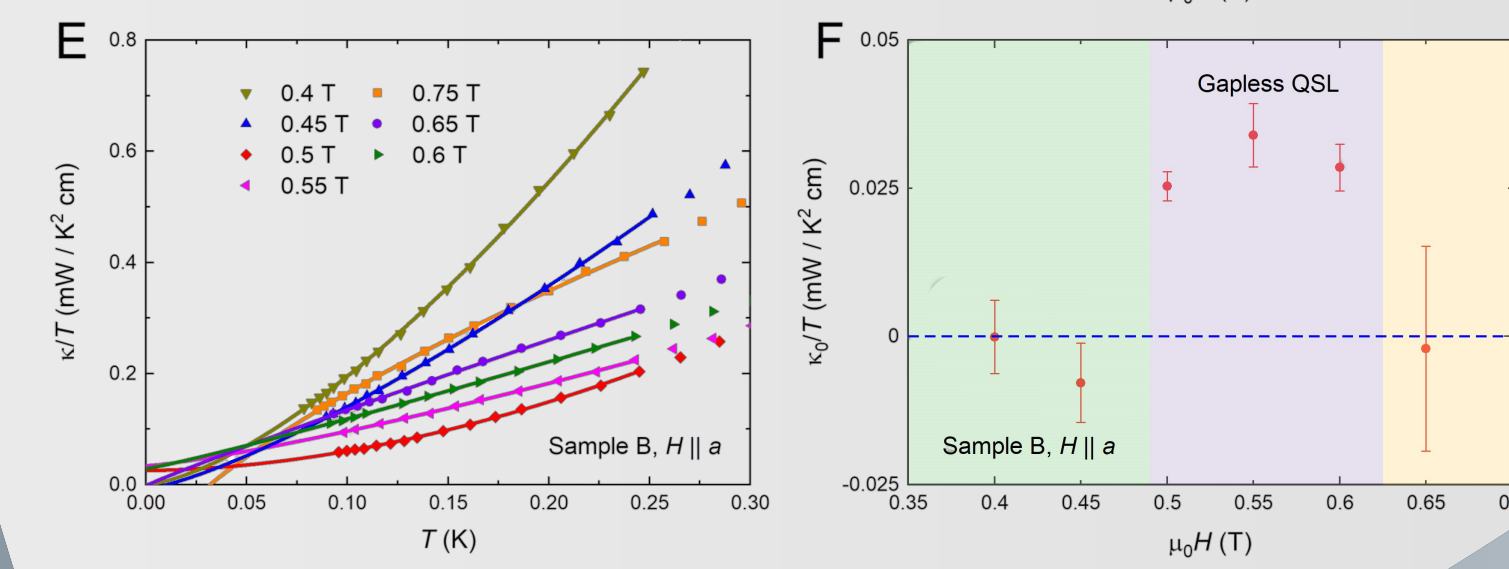 E
0.8
0.6
0.4
0.2
0.0
κ/T (mW / K² cm)
0.4 T
0.75 T
0.45 T
0.65 T
0.5 T
0.6 T
0.55 T
Sample B, H || a
0.00 0.05 0.10 0.15 0.20 0.25 0.30
T (K)
F
0.05
0.025
0
-0.025
κ₀/T (mW / K² cm)
Gapless QSL
Sample B, H || a
0.35 0.4 0.45 0.5 0.55 0.6 0.65
μ₀H (T)